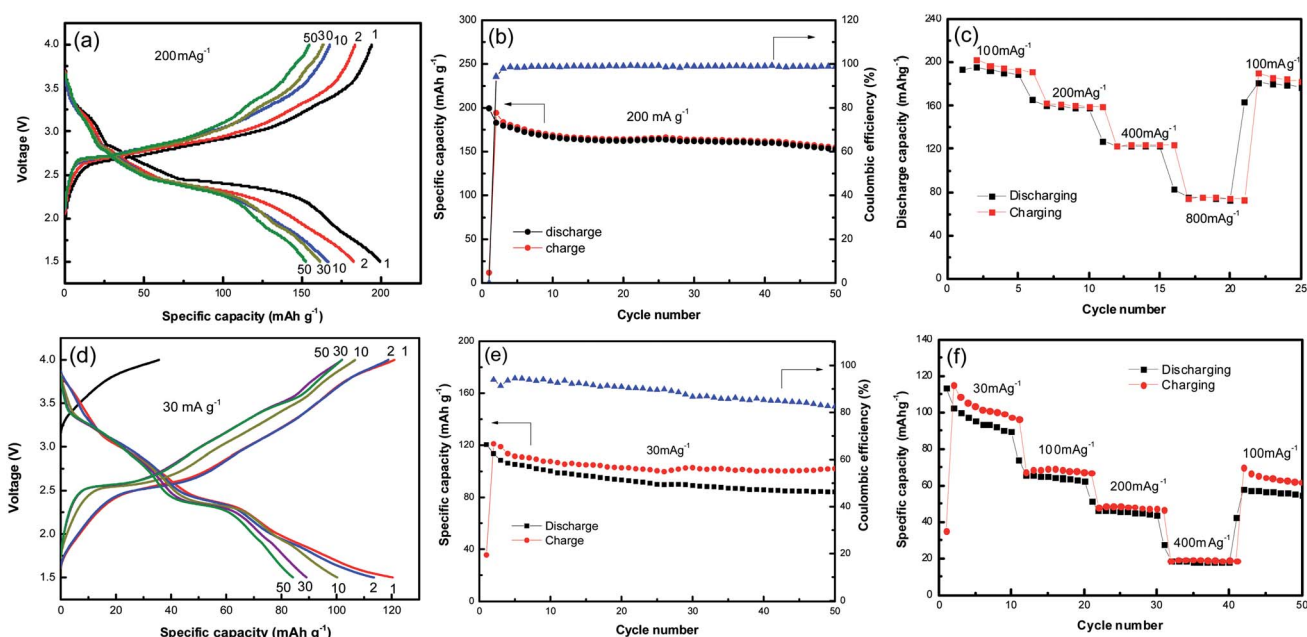 (a)
200mAg⁻¹
50 30 10 2 1
4.0
3.5
3.0
2.5
2.0
1.5
Voltage (V)
50 30 10 2 1
0 50 100 150 200
Specific capacity (mAh g⁻¹)
(b)
300
250
200
150
100
50
0
Specific capacity (mAh g⁻¹)
200 mA g⁻¹
discharge
charge
120
100
80
60
40
20
0
Coulombic efficiency (%)
0 10 20 30 40 50
Cycle number
(c)
240
200
160
120
80
40
0
Discharge capacity (mAhg⁻¹)
100mAg⁻¹
200mAg⁻¹
400mAg⁻¹
800mAg⁻¹
100mAg⁻¹
Discharging
Charging
0 5 10 15 20 25
Cycle number
(d)
30 mA g⁻¹
50 30 10 2 1
4.0
3.5
3.0
2.5
2.0
1.5
Voltage (V)
50 30 10 2 1
0 20 40 60 80 100 120
Specific capacity (mAh g⁻¹)
(e)
200
160
120
80
40
0
Specific capacity (mAh g⁻¹)
30mAg⁻¹
Discharge
Charge
100
80
60
40
20
0
Coulombic efficiency (%)
0 10 20 30 40 50
Cycle number
(f)
140
120
100
80
60
40
20
0
Specific capacity (mAhg⁻¹)
Discharging
Charging
30mAg⁻¹
100mAg⁻¹
200mAg⁻¹
400mAg⁻¹
100mAg⁻¹
0 10 20 30 40 50
Cycle number